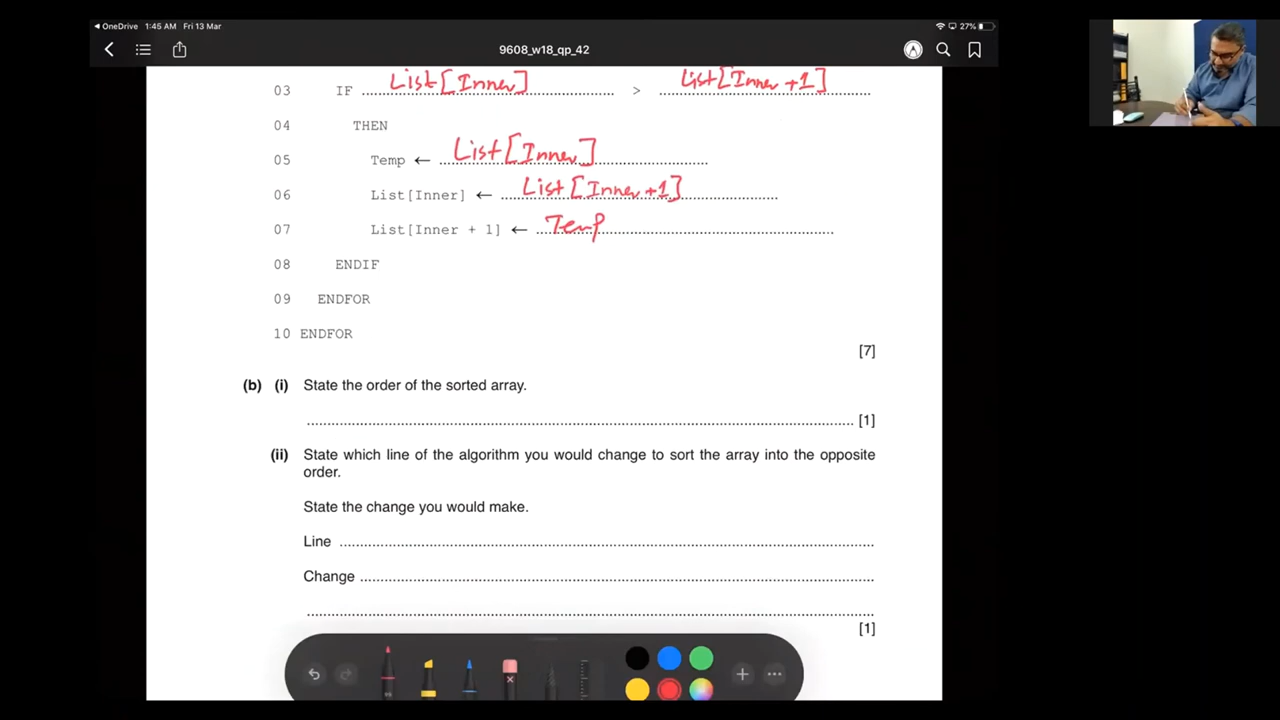 OneDrive 1:45 AM Fri 13 Mar 27%
9608_w18_qp_42
03 IF List[Inner] > List[Inner+1]
04 THEN
05 Temp ← List[Inner]
06 List[Inner] ← List[Inner+1]
07 List[Inner + 1] ← Temp
08 ENDIF
09 ENDFOR
10 ENDFOR
[7]
(b) (i) State the order of the sorted array.
[1]
(ii) State which line of the algorithm you would change to sort the array into the opposite
order.
State the change you would make.
Line
Change
[1]